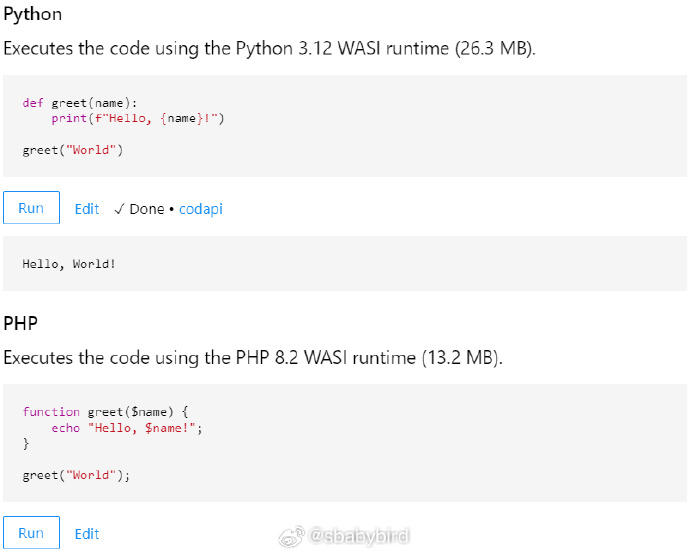 Python
Executes the code using the Python 3.12 WASI runtime (26.3 MB).
def greet(name):
    print(f"Hello, {name}!")
greet("World")
Run Edit ✓ Done • codapi
Hello, World!
PHP
Executes the code using the PHP 8.2 WASI runtime (13.2 MB).
function greet($name) {
    echo "Hello, $name!";
}
greet("World");
Run Edit
@sbabybird